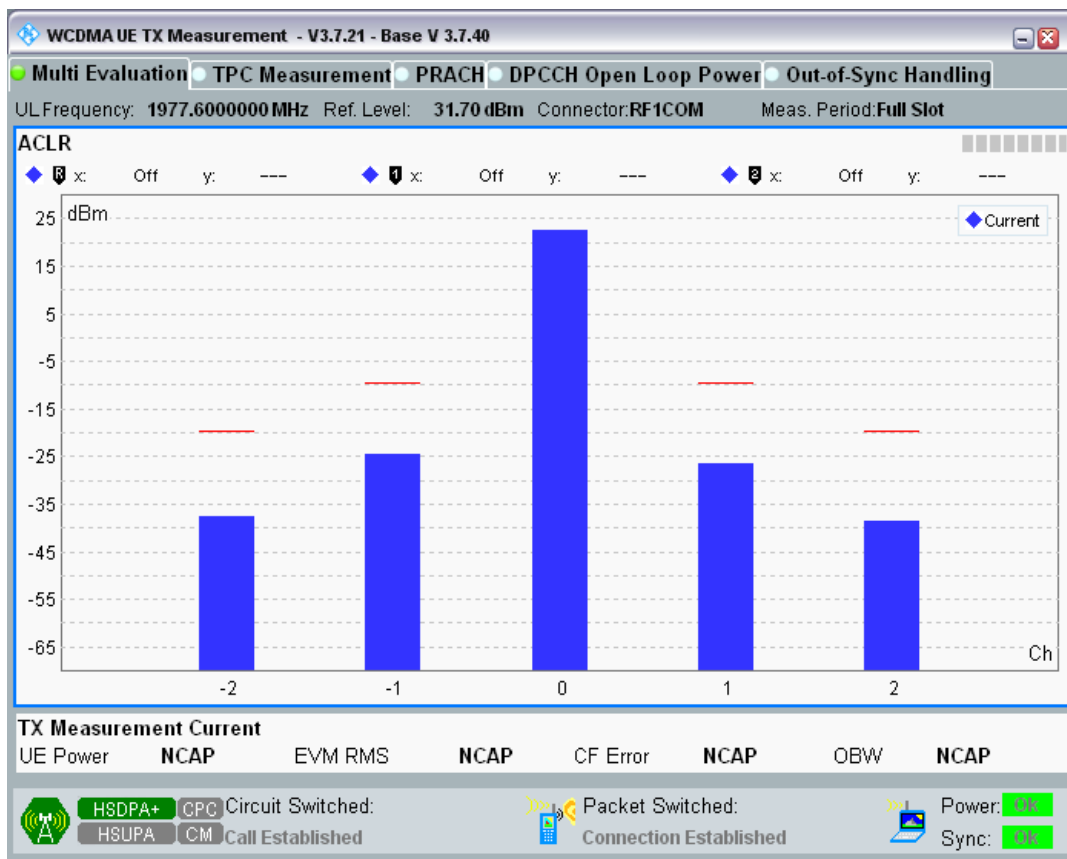 WCDMA UE TX Measurement - V3.7.21 - Base V 3.7.40
Multi Evaluation TPC Measurement PRACH DPCCH Open Loop Power Out-of-Sync Handling
UL Frequency: 1977.6000000 MHz Ref. Level: 31.70 dBm Connector:RF1COM Meas. Period:Full Slot
ACLR
R x: Off y: --- 1 x: Off y: --- 2 x: Off y: ---
25 dBm
Current
15
5
-5
-15
-25
-35
-45
-55
-65
Ch
-2 -1 0 1 2
TX Measurement Current
UE Power NCAP EVM RMS NCAP CF Error NCAP OBW NCAP
HSDPA+ CPC Circuit Switched: Packet Switched: Power: OK
HSUPA CM Call Established Connection Established Sync: OK